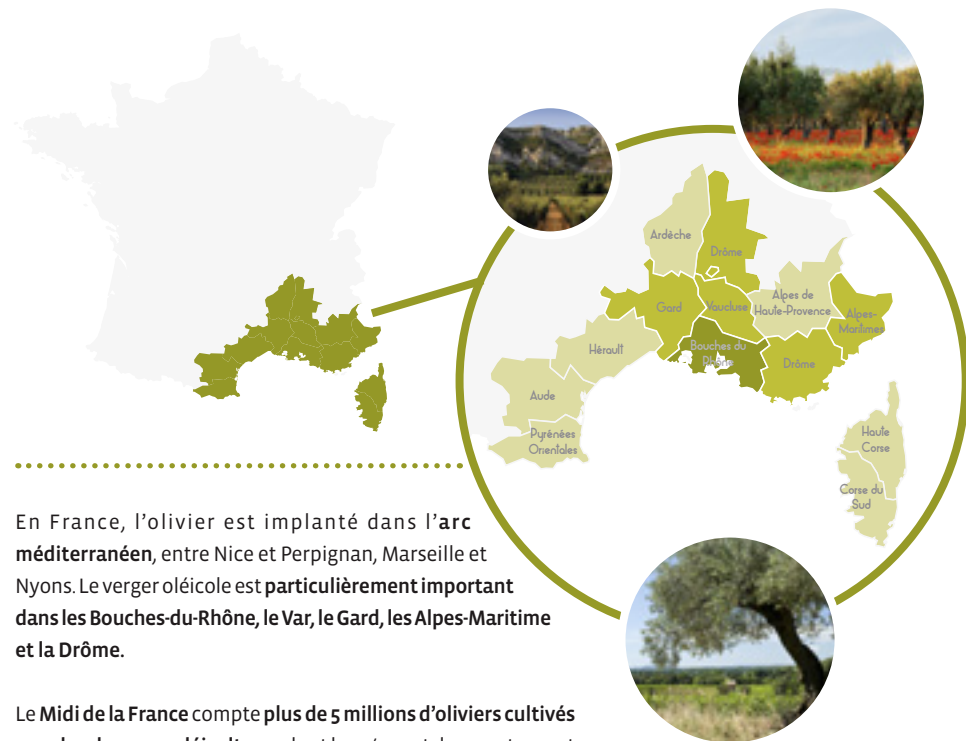 Ardèche
Drôme
Gard
Vaucluse
Alpes de
Haute-Provence
Alpes-
Maritimes
Bouches du
Rhône
Drôme
Hérault
Aude
Pyrénées
Orientales
Haute
Corse
Corse du
Sud
En France, l'olivier est implanté dans l'arc
méditerranéen, entre Nice et Perpignan, Marseille et
Nyons. Le verger oléicole est particulièrement important
dans les Bouches-du-Rhône, le Var, le Gard, les Alpes-Maritime
et la Drôme.
Le Midi de la France compte plus de 5 millions d'oliviers cultivés